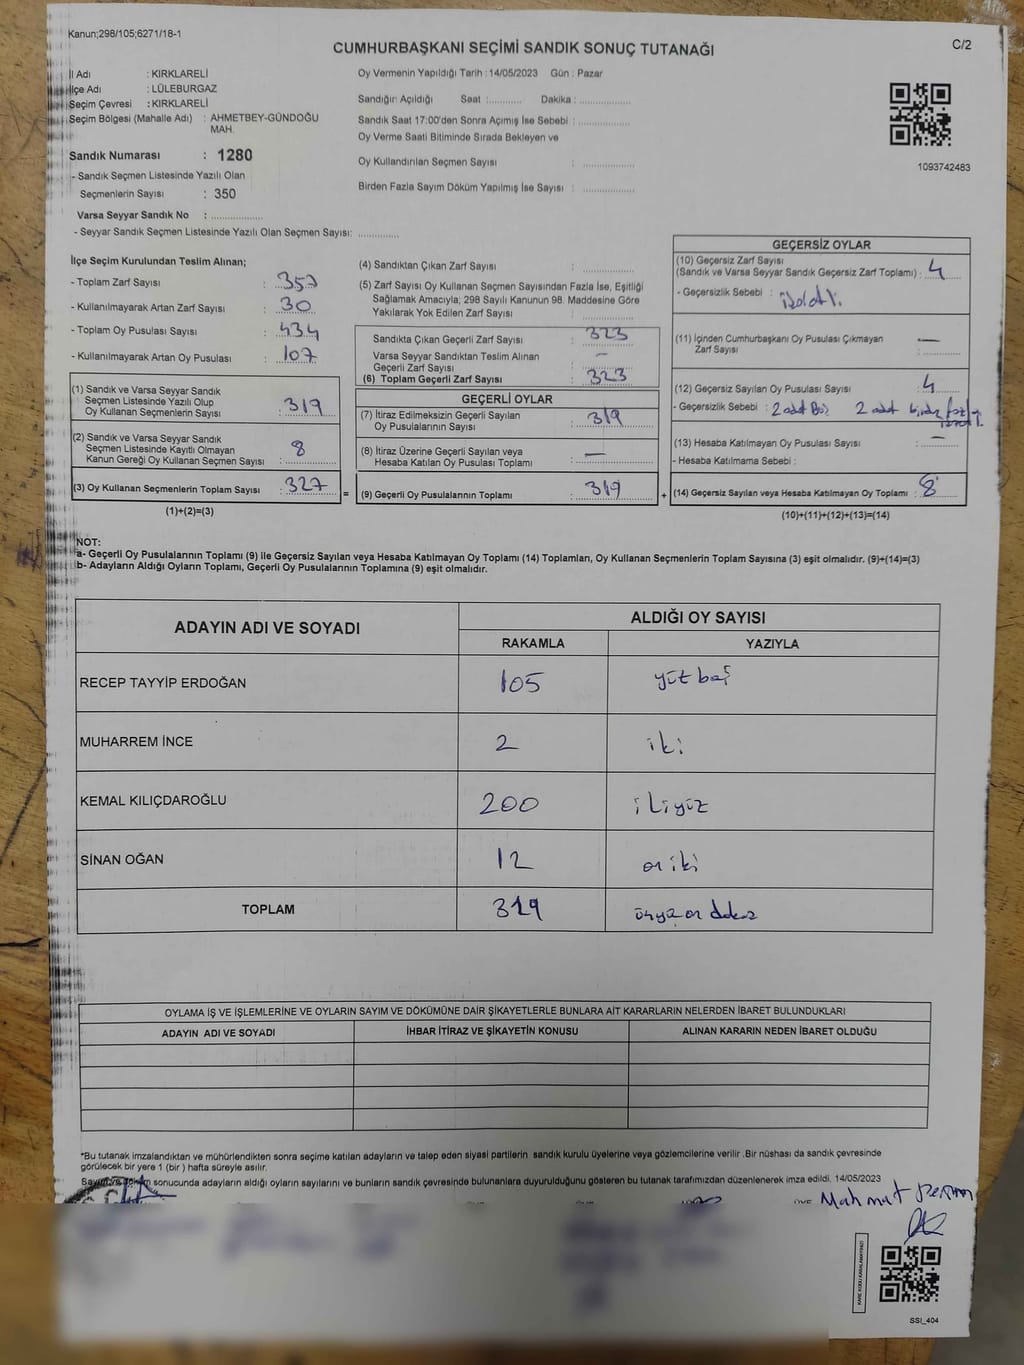 Kanun;298/105;6271/18-1
CUMHURBAŞKANI SEÇİMİ SANDIK SONUÇ TUTANAĞI
C/2
İl Adı : KIRKLARELİ
İlçe Adı : LÜLEBURGAZ
Seçim Çevresi : KIRKLARELİ
Seçim Bölgesi (Mahalle Adı) : AHMETBEY-GÜNDOĞU
MAH.
Sandık Numarası : 1280
- Sandık Seçmen Listesinde Yazılı Olan
Seçmenlerin Sayısı : 350
Varsa Seyyar Sandık No : ................
- Seyyar Sandık Seçmen Listesinde Yazılı Olan Seçmen Sayısı: .............
Oy Vermenin Yapıldığı Tarih : 14/05/2023 Gün : Pazar
Sandığın Açıldığı Saat :........... Dakika : ................
Sandık Saat 17:00'den Sonra Açımış İse Sebebi : ................
Oy Verme Saati Bitiminde Sırada Bekleyen ve
Oy Kullandırılan Seçmen Sayısı : ................
Birden Fazla Sayım Döküm Yapılmış İse Sayısı : ................
1093742483
İlçe Seçim Kurulundan Teslim Alınan;
- Toplam Zarf Sayısı : 357
- Kullanılmayarak Artan Zarf Sayısı : 30
- Toplam Oy Pusulası Sayısı : 434
- Kullanılmayarak Artan Oy Pusulası : 107
(1) Sandık ve Varsa Seyyar Sandık
Seçmen Listesinde Yazılı Olup
Oy Kullanan Seçmenlerin Sayısı : 319
(2) Sandık ve Varsa Seyyar Sandık
Seçmen Listesinde Kayıtlı Olmayan
Kanun Gereği Oy Kullanan Seçmen Sayısı : 8
(3) Oy Kullanan Seçmenlerin Toplam Sayısı : 327
(1)+(2)=(3)
(4) Sandıktan Çıkan Zarf Sayısı : ................
(5) Zarf Sayısı Oy Kullanan Seçmen Sayısından Fazla İse, Eşitliği
Sağlamak Amacıyla; 298 Sayılı Kanunun 98. Maddesine Göre
Yakılarak Yok Edilen Zarf Sayısı : ................
Sandıkta Çıkan Geçerli Zarf Sayısı : 323
Varsa Seyyar Sandıktan Teslim Alınan
Geçerli Zarf Sayısı : —
(6) Toplam Geçerli Zarf Sayısı : 323
GEÇERLİ OYLAR
(7) İtiraz Edilmeksizin Geçerli Sayılan
Oy Pusulalarının Sayısı : 319
(8) İtiraz Üzerine Geçerli Sayılan veya
Hesaba Katılan Oy Pusulası Toplamı : —
= (9) Geçerli Oy Pusulalarının Toplamı : 319 +
GEÇERSİZ OYLAR
(10) Geçersiz Zarf Sayısı
(Sandık ve Varsa Seyyar Sandık Geçersiz Zarf Toplamı) : 4
- Geçersizlik Sebebi :
(11) İçinden Cumhurbaşkanı Oy Pusulası Çıkmayan —
Zarf Sayısı : .............
(12) Geçersiz Sayılan Oy Pusulası Sayısı : 4
- Geçersizlik Sebebi : 2 adet Boş 2 adet birden fazla
(13) Hesaba Katılmayan Oy Pusulası Sayısı : —
- Hesaba Katılmama Sebebi :
(14) Geçersiz Sayılan veya Hesaba Katılmayan Oy Toplamı : 8
(10)+(11)+(12)+(13)=(14)
NOT:
a- Geçerli Oy Pusulalarının Toplamı (9) ile Geçersiz Sayılan veya Hesaba Katılmayan Oy Toplamı (14) Toplamları, Oy Kullanan Seçmenlerin Toplam Sayısına (3) eşit olmalıdır. (9)+(14)=(3)
b- Adayların Aldığı Oyların Toplamı, Geçerli Oy Pusulalarının Toplamına (9) eşit olmalıdır.
ADAYIN ADI VE SOYADI
ALDIĞI OY SAYISI
RAKAMLA YAZIYLA
RECEP TAYYİP ERDOĞAN 105 yüz beş
MUHARREM İNCE 2 iki
KEMAL KILIÇDAROĞLU 200 ikiyüz
SİNAN OĞAN 12 on iki
TOPLAM 319 üçyüz on dokuz
OYLAMA İŞ VE İŞLEMLERİNE VE OYLARIN SAYIM VE DÖKÜMÜNE DAİR ŞİKAYETLERLE BUNLARA AİT KARARLARIN NELERDEN İBARET BULUNDUKLARI
ADAYIN ADI VE SOYADI İHBAR İTİRAZ VE ŞİKAYETİN KONUSU ALINAN KARARIN NEDEN İBARET OLDUĞU
*Bu tutanak imzalandıktan ve mühürlendikten sonra seçime katılan adayların ve talep eden siyasi partilerin sandık kurulu üyelerine veya gözlemcilerine verilir .Bir nüshası da sandık çevresinde
görülecek bir yere 1 (bir ) hafta süreyle asılır.
sonucunda adayların aldığı oyların sayılarını ve bunların sandık çevresinde bulunanlara duyurulduğunu gösteren bu tutanak tarafımızdan düzenlenerek imza edildi. 14/05/2023
Mahmut
KARE KODU KARALAMAYINIZ!
SSI_404